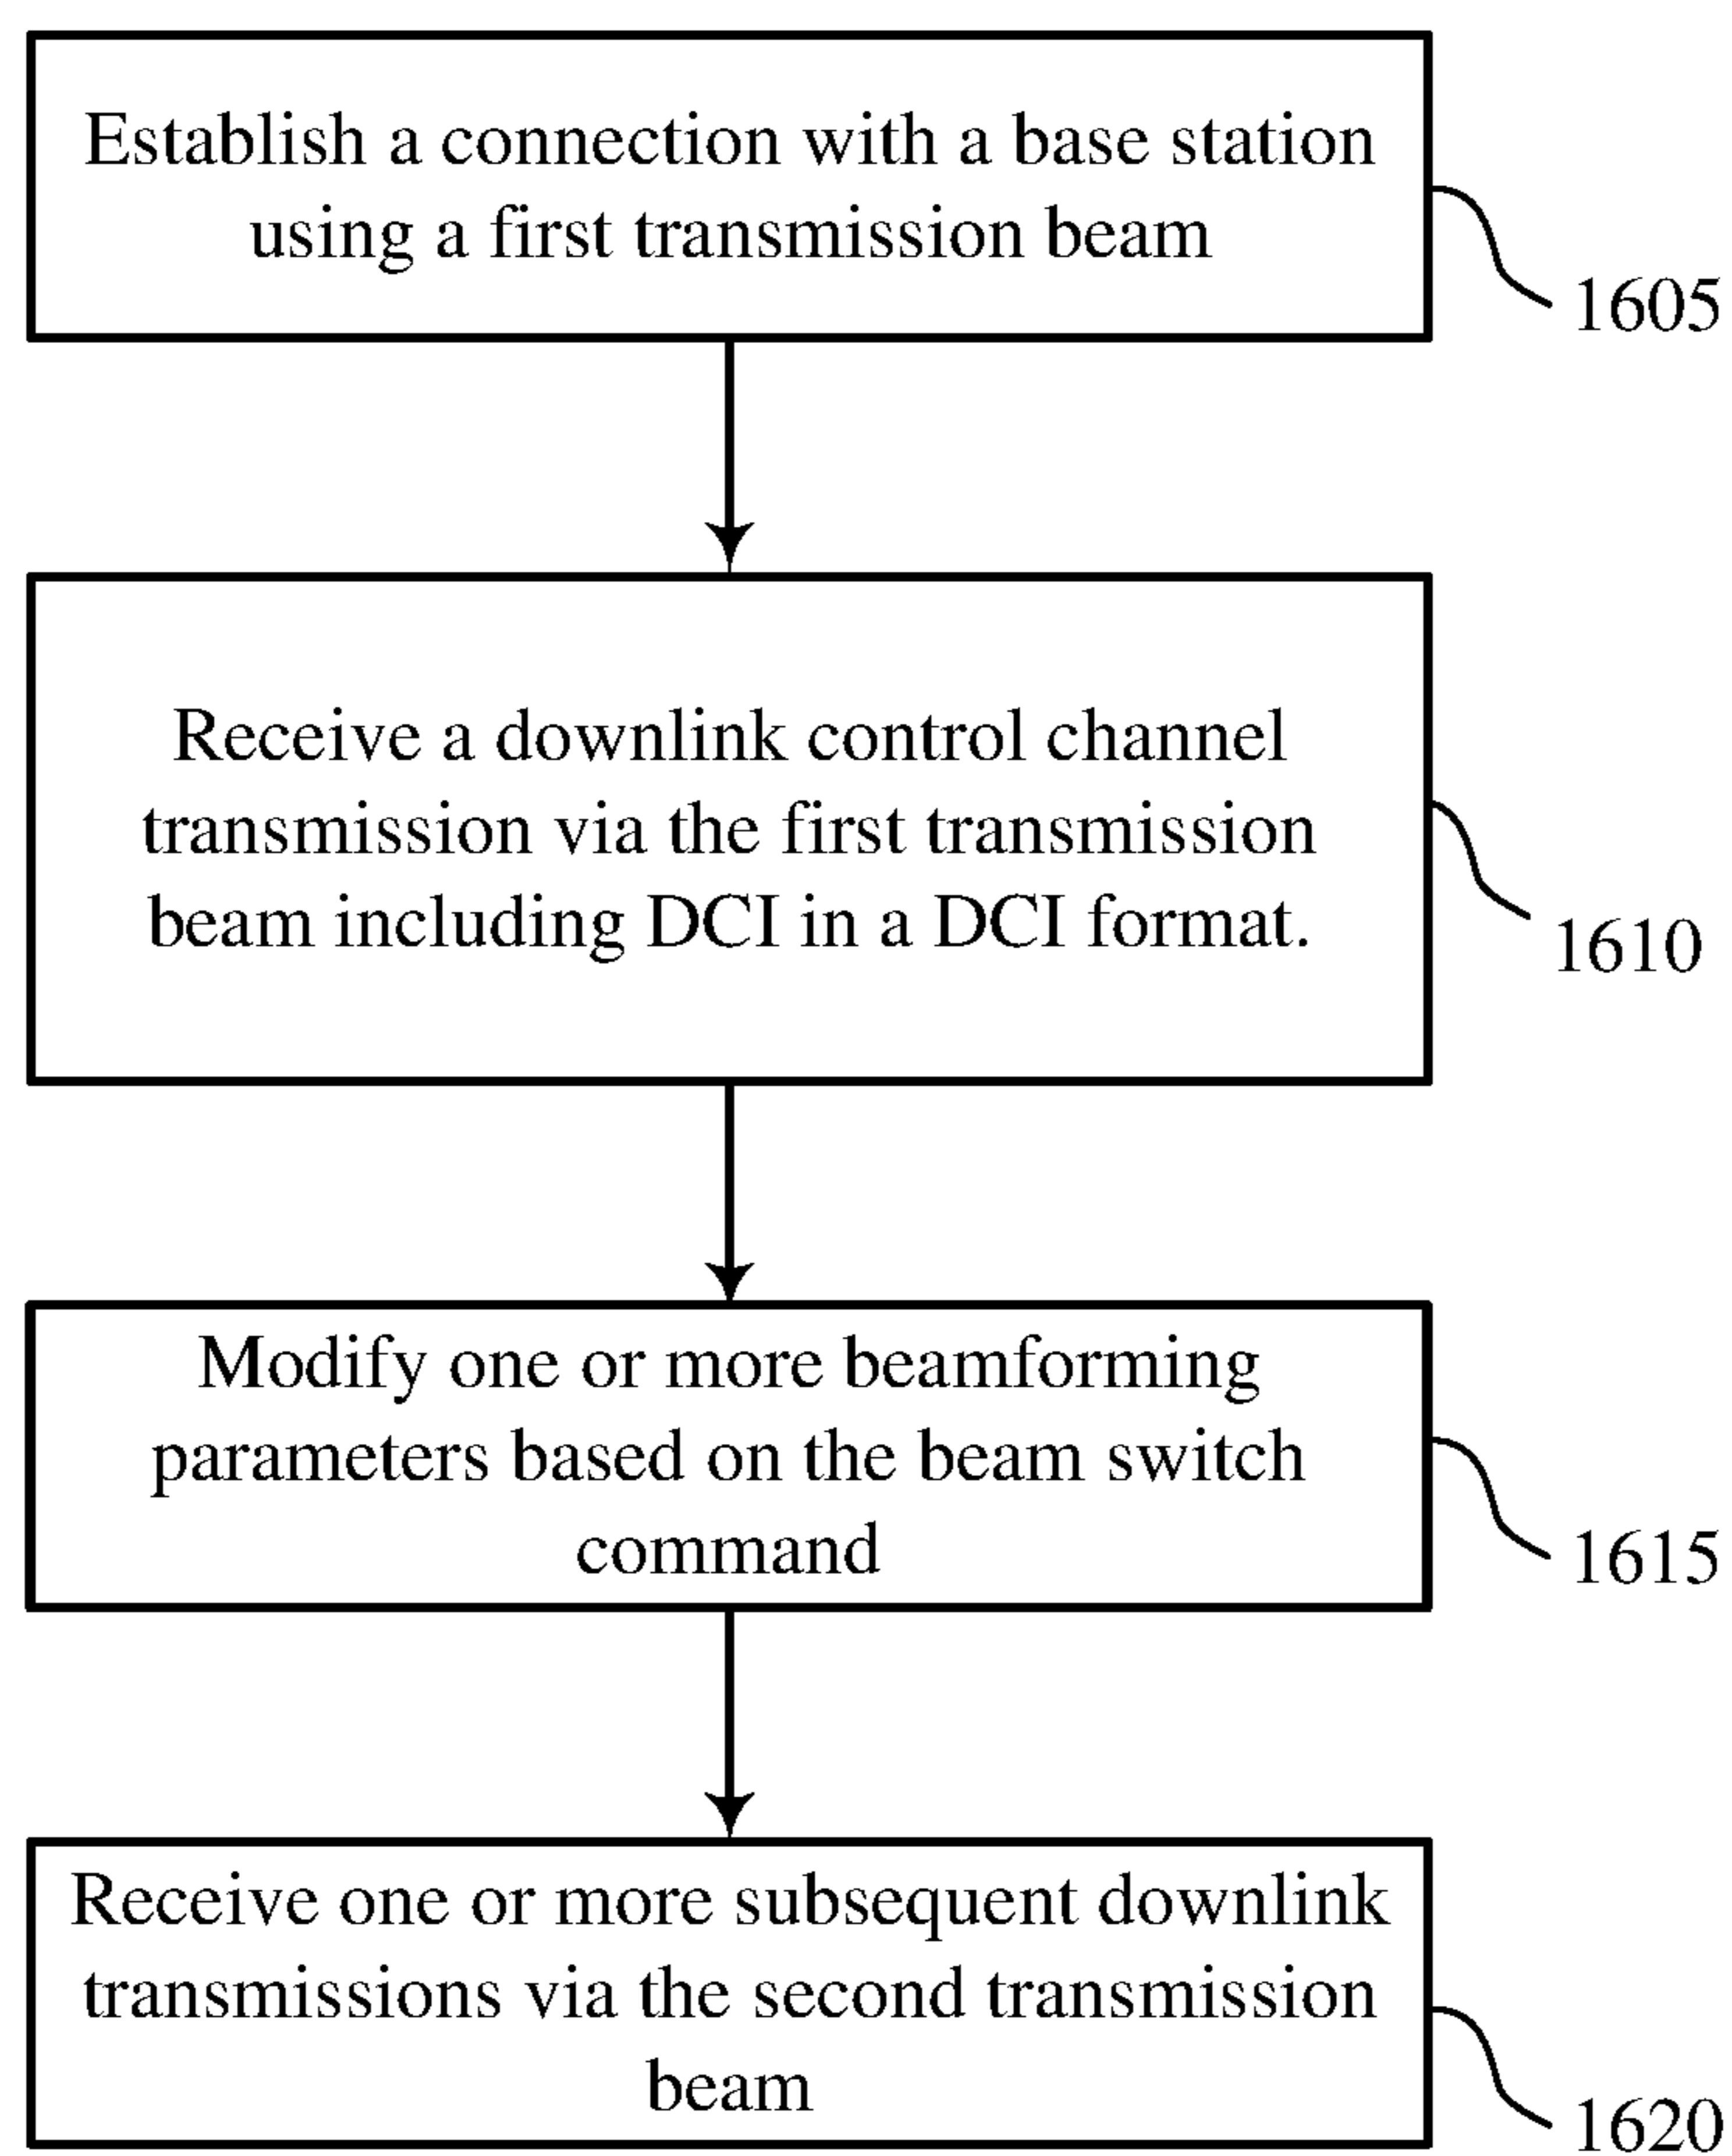 Establish a connection with a base station
using a first transmission beam
1605
Receive a downlink control channel
transmission via the first transmission
beam including DCI in a DCI format.
1610
Modify one or more beamforming
parameters based on the beam switch
command
1615
Receive one or more subsequent downlink
transmissions via the second transmission
beam
1620